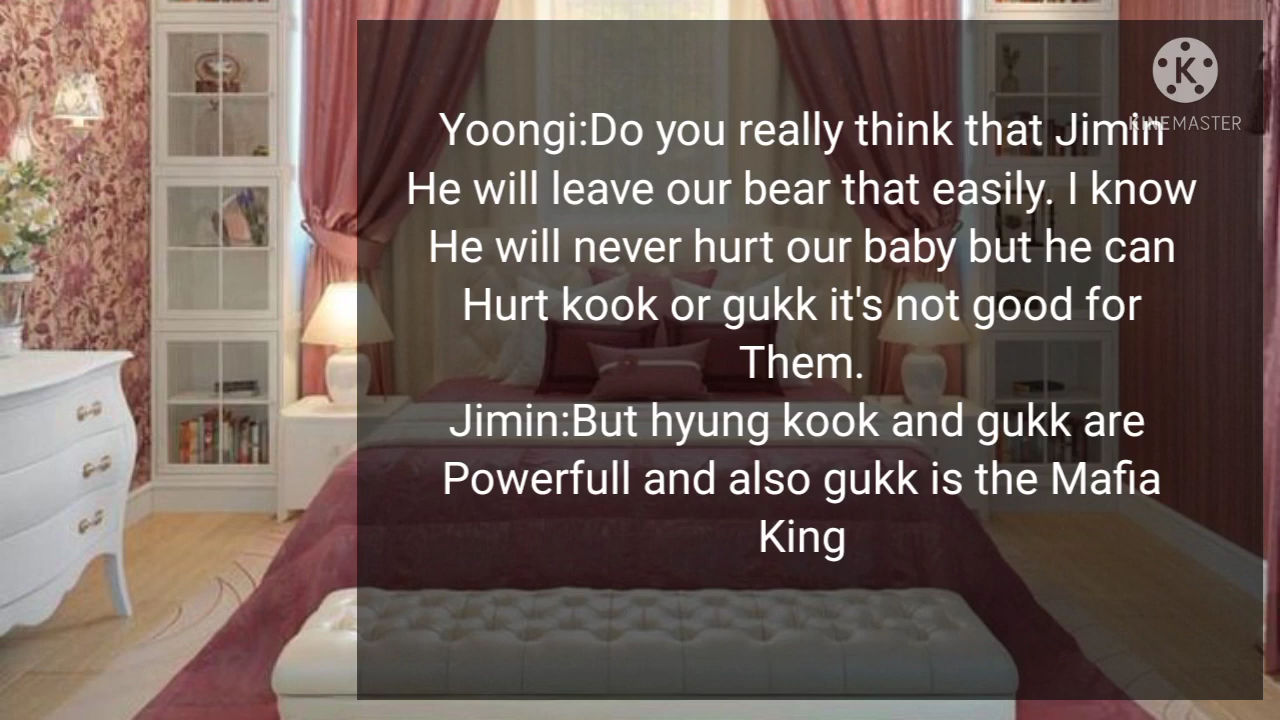 Yoongi:Do you really think that Jimin
He will leave our bear that easily. I know
He will never hurt our baby but he can
Hurt kook or gukk it's not good for
Them.
Jimin:But hyung kook and gukk are
Powerfull and also gukk is the Mafia
King
K
KINEMASTER